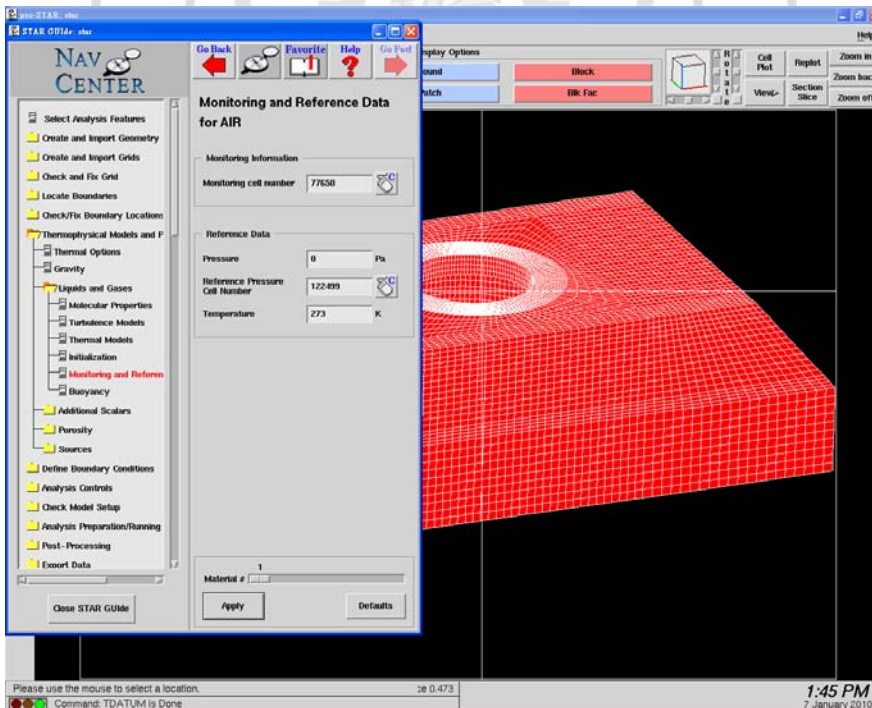 pro-STAR: star
STAR GUIde: star
NAV CENTER
Go Back
Favorite
Help
Go Fwd
Select Analysis Features
Create and Import Geometry
Create and Import Grids
Check and Fix Grid
Locate Boundaries
Check/Fix Boundary Locations
Thermophysical Models and P
Thermal Options
Gravity
Liquids and Gases
Molecular Properties
Turbulence Models
Thermal Models
Initialization
Monitoring and Referen
Buoyancy
Additional Scalars
Porosity
Sources
Define Boundary Conditions
Analysis Controls
Check Model Setup
Analysis Preparation/Running
Post-Processing
Export Data
Close STAR GUIde
Monitoring and Reference Data
for AIR
Monitoring Information
Monitoring cell number 77650 C
Reference Data
Pressure 0 Pa
Reference Pressure
Cell Number 122499 C
Temperature 273 K
1
Material #
Apply
Defaults
Help
splay Options
ound
Block
atch
Blk Fac
Rotate
Cell
Plot
Replot
Zoom in
Zoom bac
View
Section
Slice
Zoom off
Please use the mouse to select a location.
ce 0.473
Command: TDATUM is Done
1:45 PM
7 January 2010